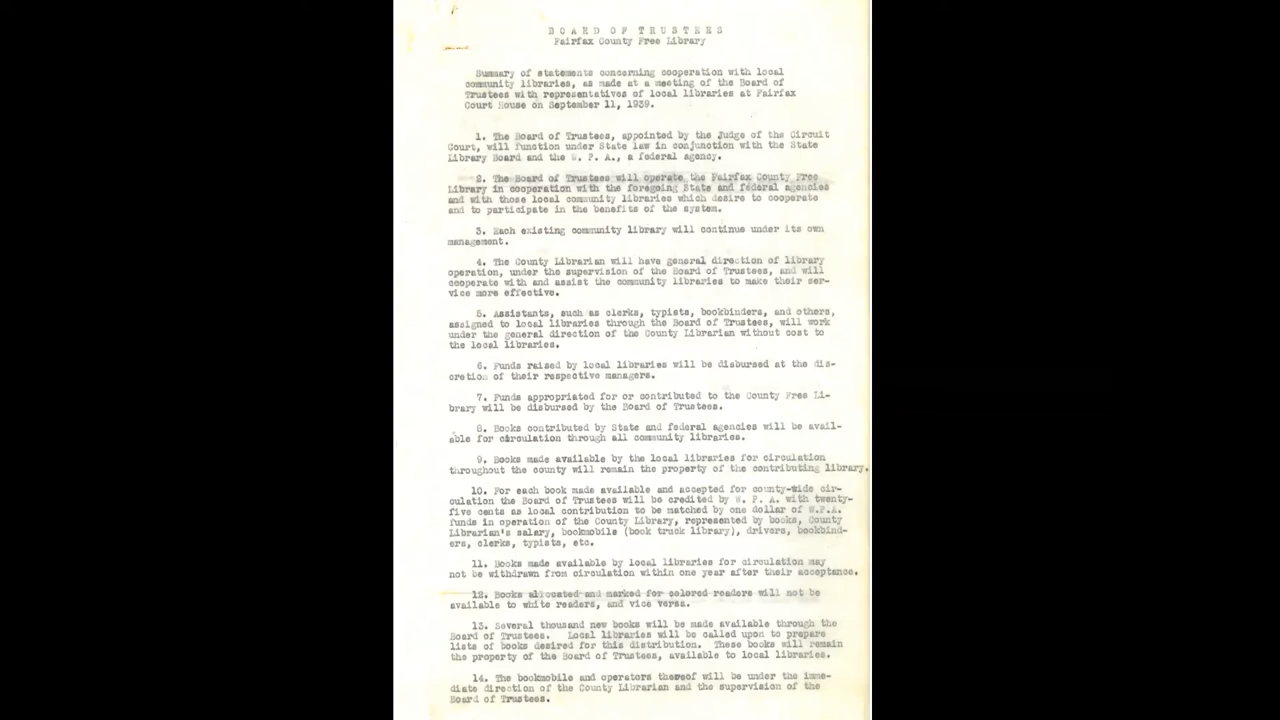 BOARD OF TRUSTEES
Fairfax County Free Library
Summary of statements concerning cooperation with local
community libraries, as made at a meeting of the Board of
Trustees with representatives of local libraries at Fairfax
Court House on September 11, 1939.
1. The Board of Trustees, appointed by the Judge of the Circuit
Court, will function under State law in conjunction with the State
Library Board and the W. P. A., a federal agency.
2. The Board of Trustees will operate the Fairfax County Free
Library in cooperation with the foregoing State and federal agencies
and with those local community libraries which desire to cooperate
and to participate in the benefits of the system.
3. Each existing community library will continue under its own
management.
4. The County Librarian will have general direction of library
operation, under the supervision of the Board of Trustees, and will
cooperate with and assist the community libraries to make their ser-
vice more effective.
5. Assistants, such as clerks, typists, bookbinders, and others,
assigned to local libraries through the Board of Trustees, will work
under the general direction of the County Librarian without cost to
the local libraries.
6. Funds raised by local libraries will be disbursed at the dis-
cretion of their respective managers.
7. Funds appropriated for or contributed to the County Free Li-
brary will be disbursed by the Board of Trustees.
8. Books contributed by State and federal agencies will be avail-
able for circulation through all community libraries.
9. Books made available by the local libraries for circulation
throughout the county will remain the property of the contributing library.
10. For each book made available and accepted for county-wide cir-
culation the Board of Trustees will be credited by W. P. A. with twenty-
five cents as local contribution to be matched by one dollar of W.P.A.
funds in operation of the County Library, represented by books, County
Librarian's salary, bookmobile (book truck library), drivers, bookbind-
ers, clerks, typists, etc.
11. Books made available by local libraries for circulation may
not be withdrawn from circulation within one year after their acceptance.
12. Books allocated and marked for colored readers will not be
available to white readers, and vice versa.
13. Several thousand new books will be made available through the
Board of Trustees. Local libraries will be called upon to prepare
lists of books desired for this distribution. These books will remain
the property of the Board of Trustees, available to local libraries.
14. The bookmobile and operators thereof will be under the imme-
diate direction of the County Librarian and the supervision of the
Board of Trustees.